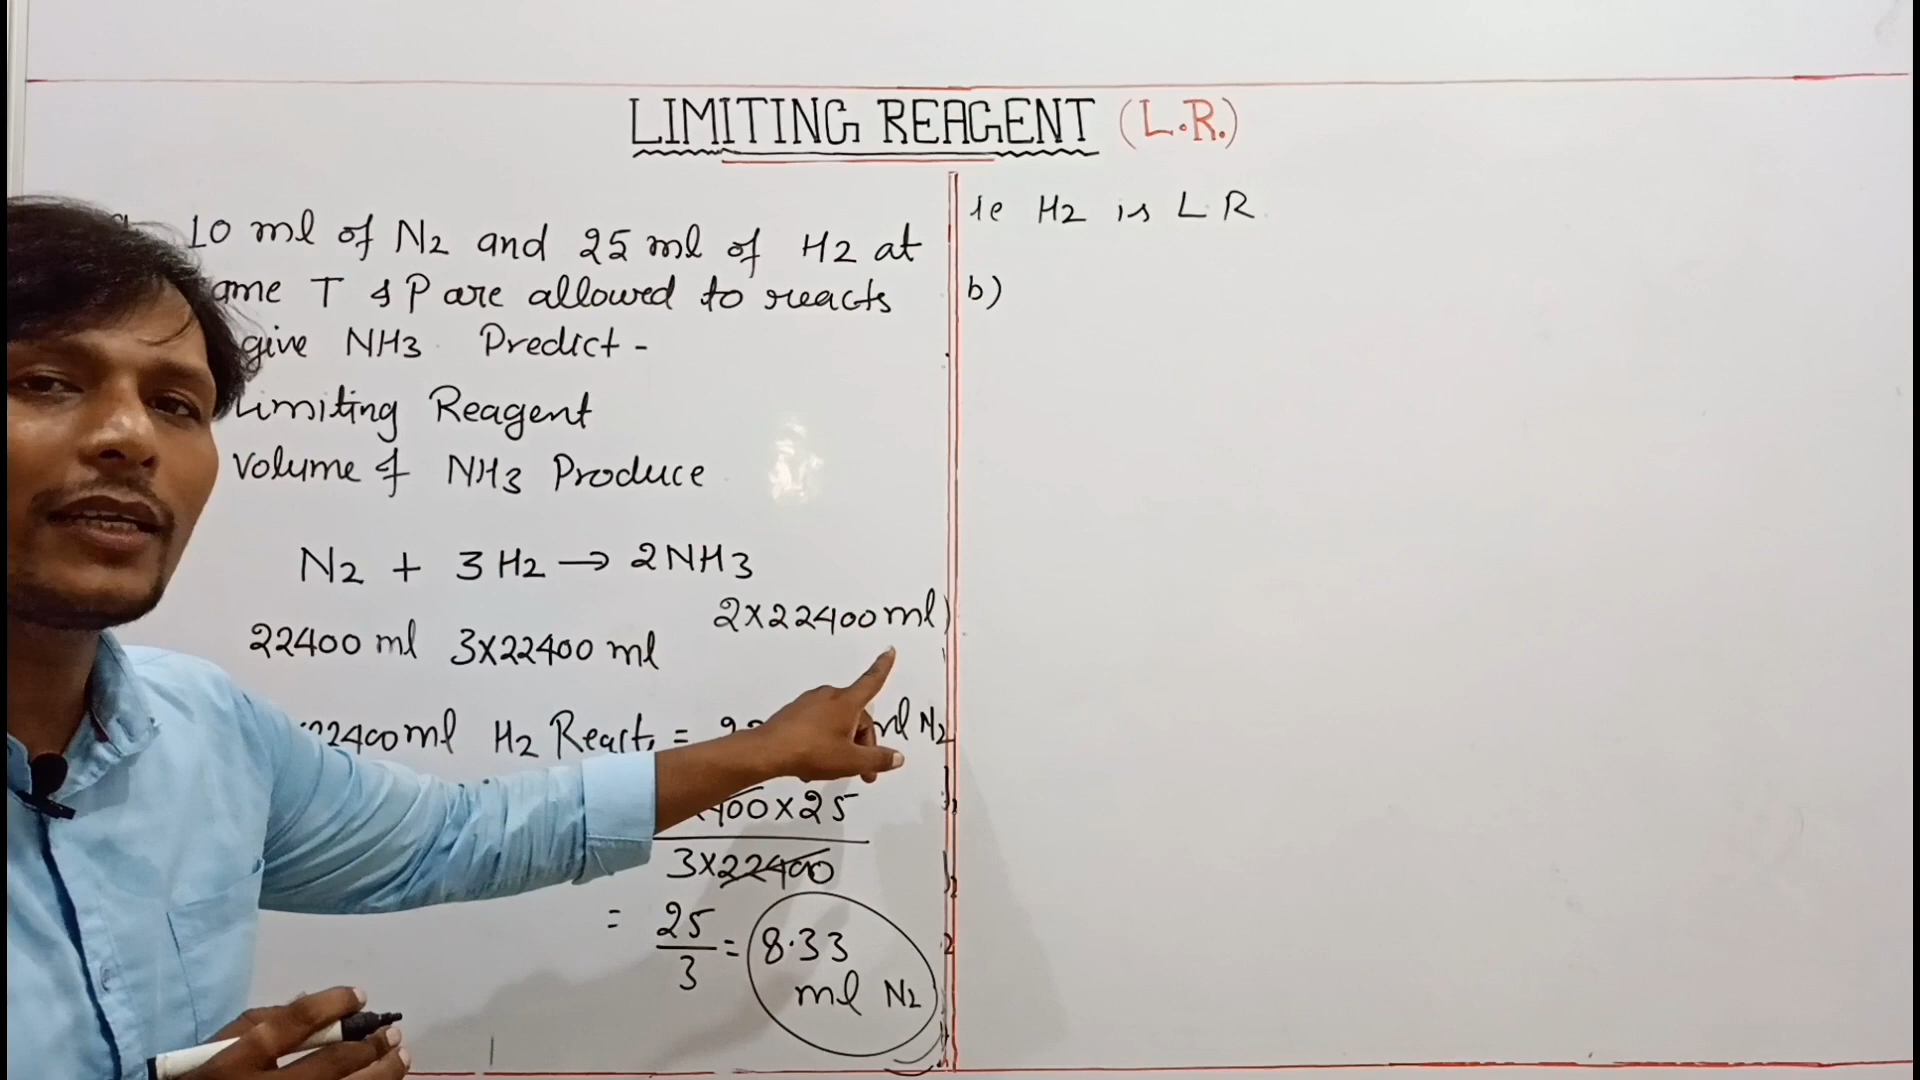 LIMITING REAGENT (L.R.)
10 ml of N2 and 25 ml of H2 at
ame T & P are allowed to reacts
give NH3. Predict -
Limiting Reagent
Volume of NH3 Produce
N2 + 3H2 → 2NH3
22400 ml 3x22400 ml 2x22400 ml
22400ml H2 React = ml N2
400x25
3x22400
= 25/3 = 8.33
ml N2
ie H2 is L.R.
b)